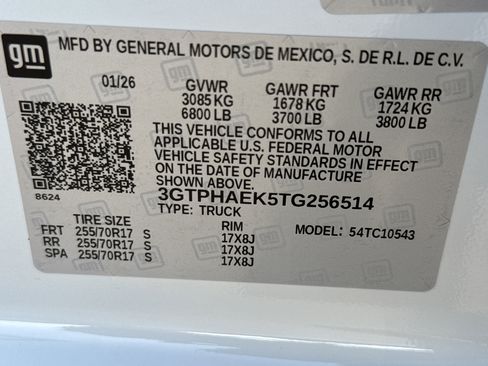 gm MFD BY GENERAL MOTORS DE MEXICO, S. DE R.L. DE C.V.
01/26 GVWR GAWR FRT GAWR RR
3085 KG 1678 KG 1724 KG
6800 LB 3700 LB 3800 LB
THIS VEHICLE CONFORMS TO ALL
APPLICABLE U.S. FEDERAL MOTOR
VEHICLE SAFETY STANDARDS IN EFFECT
ON THE DATE OF MANUFACTURE
SHOWN ABOVE.
8624 3GTPHAEK5TG256514
TYPE: TRUCK
TIRE SIZE RIM MODEL: 54TC10543
FRT 255/70R17 S 17X8J
RR 255/70R17 S 17X8J
SPA 255/70R17 S 17X8J